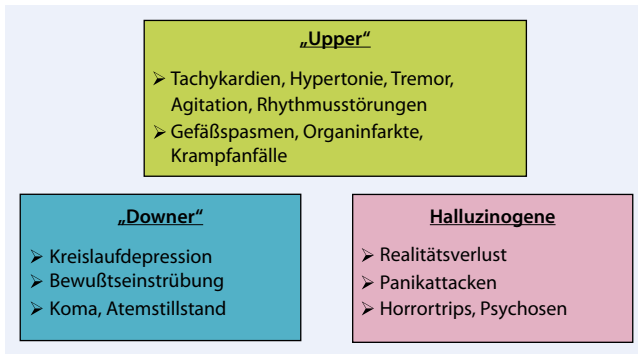 „Upper“
➢ Tachykardien, Hypertonie, Tremor,
Agitation, Rhythmusstörungen
➢ Gefäßspasmen, Organinfarkte,
Krampfanfälle
„Downer“
➢ Kreislaufdepression
➢ Bewußtseinstrübung
➢ Koma, Atemstillstand
Halluzinogene
➢ Realitätsverlust
➢ Panikattacken
➢ Horrortrips, Psychosen